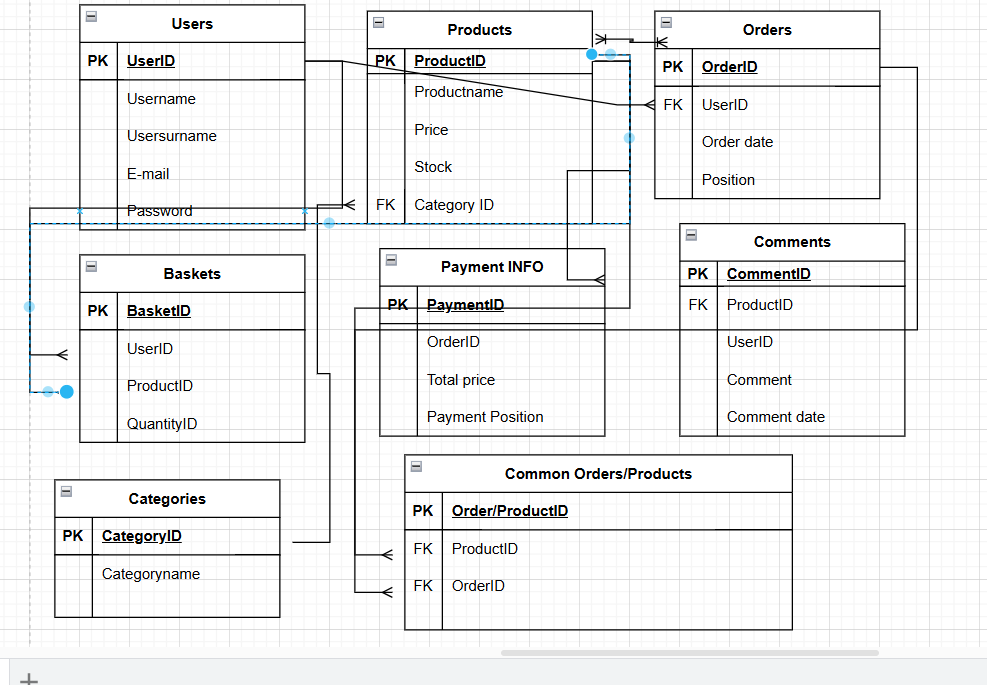 Users
PK UserID
Username
Usersurname
E-mail
Password
Products
PK ProductID
Productname
Price
Stock
FK Category ID
Orders
PK OrderID
FK UserID
Order date
Position
Baskets
PK BasketID
UserID
ProductID
QuantityID
Payment INFO
PK PaymentID
OrderID
Total price
Payment Position
Comments
PK CommentID
FK ProductID
UserID
Comment
Comment date
Categories
PK CategoryID
Categoryname
Common Orders/Products
PK Order/ProductID
FK ProductID
FK OrderID